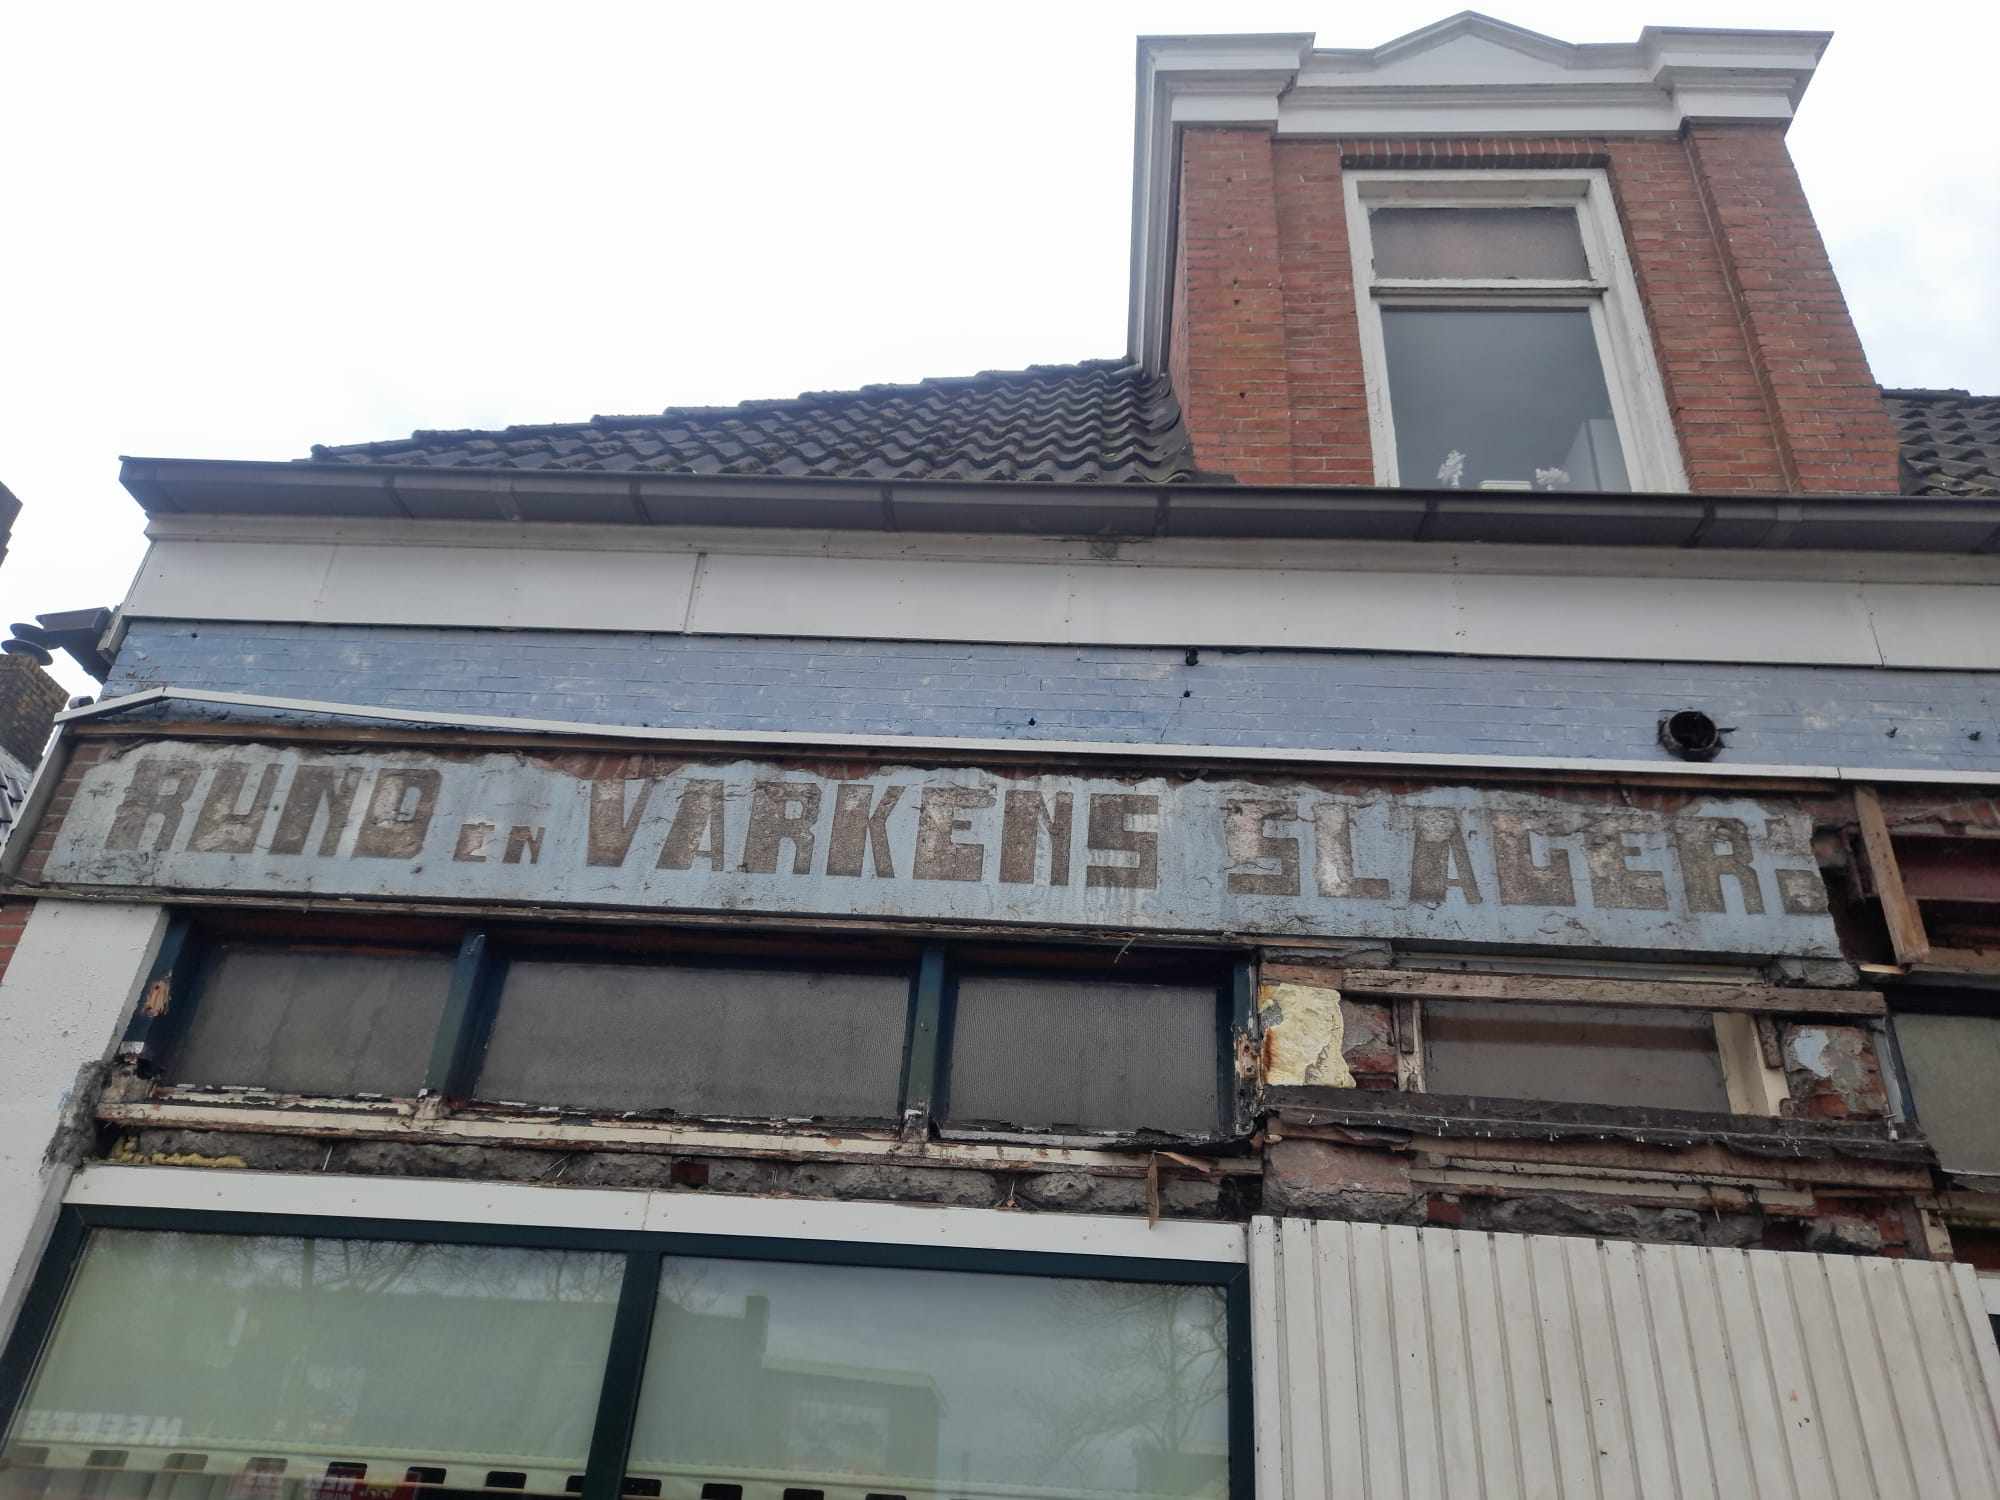 RUND EN VARKENS SLAGER: